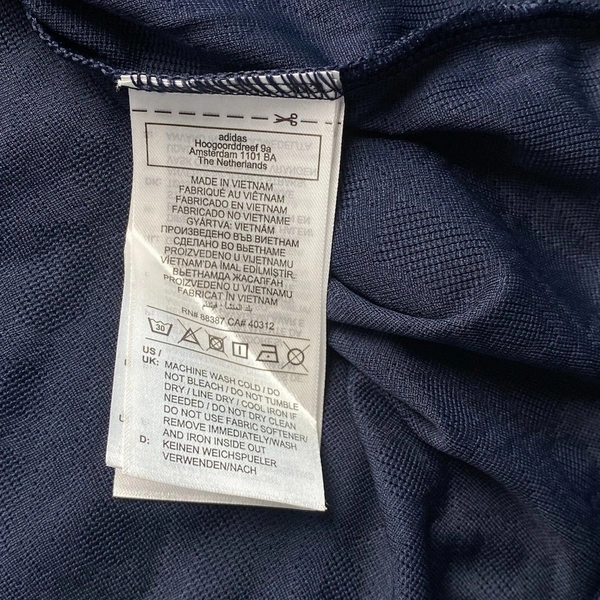 adidas
Hoogoorddreef 9a
Amsterdam 1101 BA
The Netherlands
MADE IN VIETNAM
FABRIQUÉ AU VIÊTNAM
FABRICADO EN VIETNAM
FABRICADO NO VIETNAME
GYÁRTVA: VIETNÁM
ПРОИЗВЕДЕНО ВЪВ ВИЕТНАМ
СДЕЛАНО ВО ВЬЕТНАМЕ
PROIZVEDENO U VIJETNAMU
VİETNAM'DA İMAL EDİLMİŞTİR
ВЬЕТНАМДА ЖАСАЛҒАН
PROIZVEDENO U VIJETNAMU
FABRICAT ÎN VIETNAM
RN# 88387 CA# 40312
30
US /
UK: MACHINE WASH COLD / DO
NOT BLEACH / DO NOT TUMBLE
DRY / LINE DRY / COOL IRON IF
NEEDED / DO NOT DRY CLEAN
DO NOT USE FABRIC SOFTENER/
REMOVE IMMEDIATELY/WASH
AND IRON INSIDE OUT
D: KEINEN WEICHSPUELER
VERWENDEN/NACH